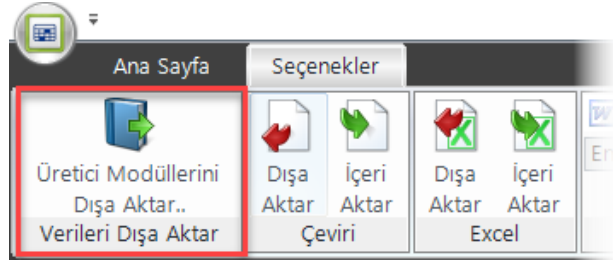 Ana Sayfa
Seçenekler
Üretici Modüllerini
Dışa Aktar..
Verileri Dışa Aktar
Dışa
Aktar
İçeri
Aktar
Çeviri
Dışa
Aktar
İçeri
Aktar
Excel